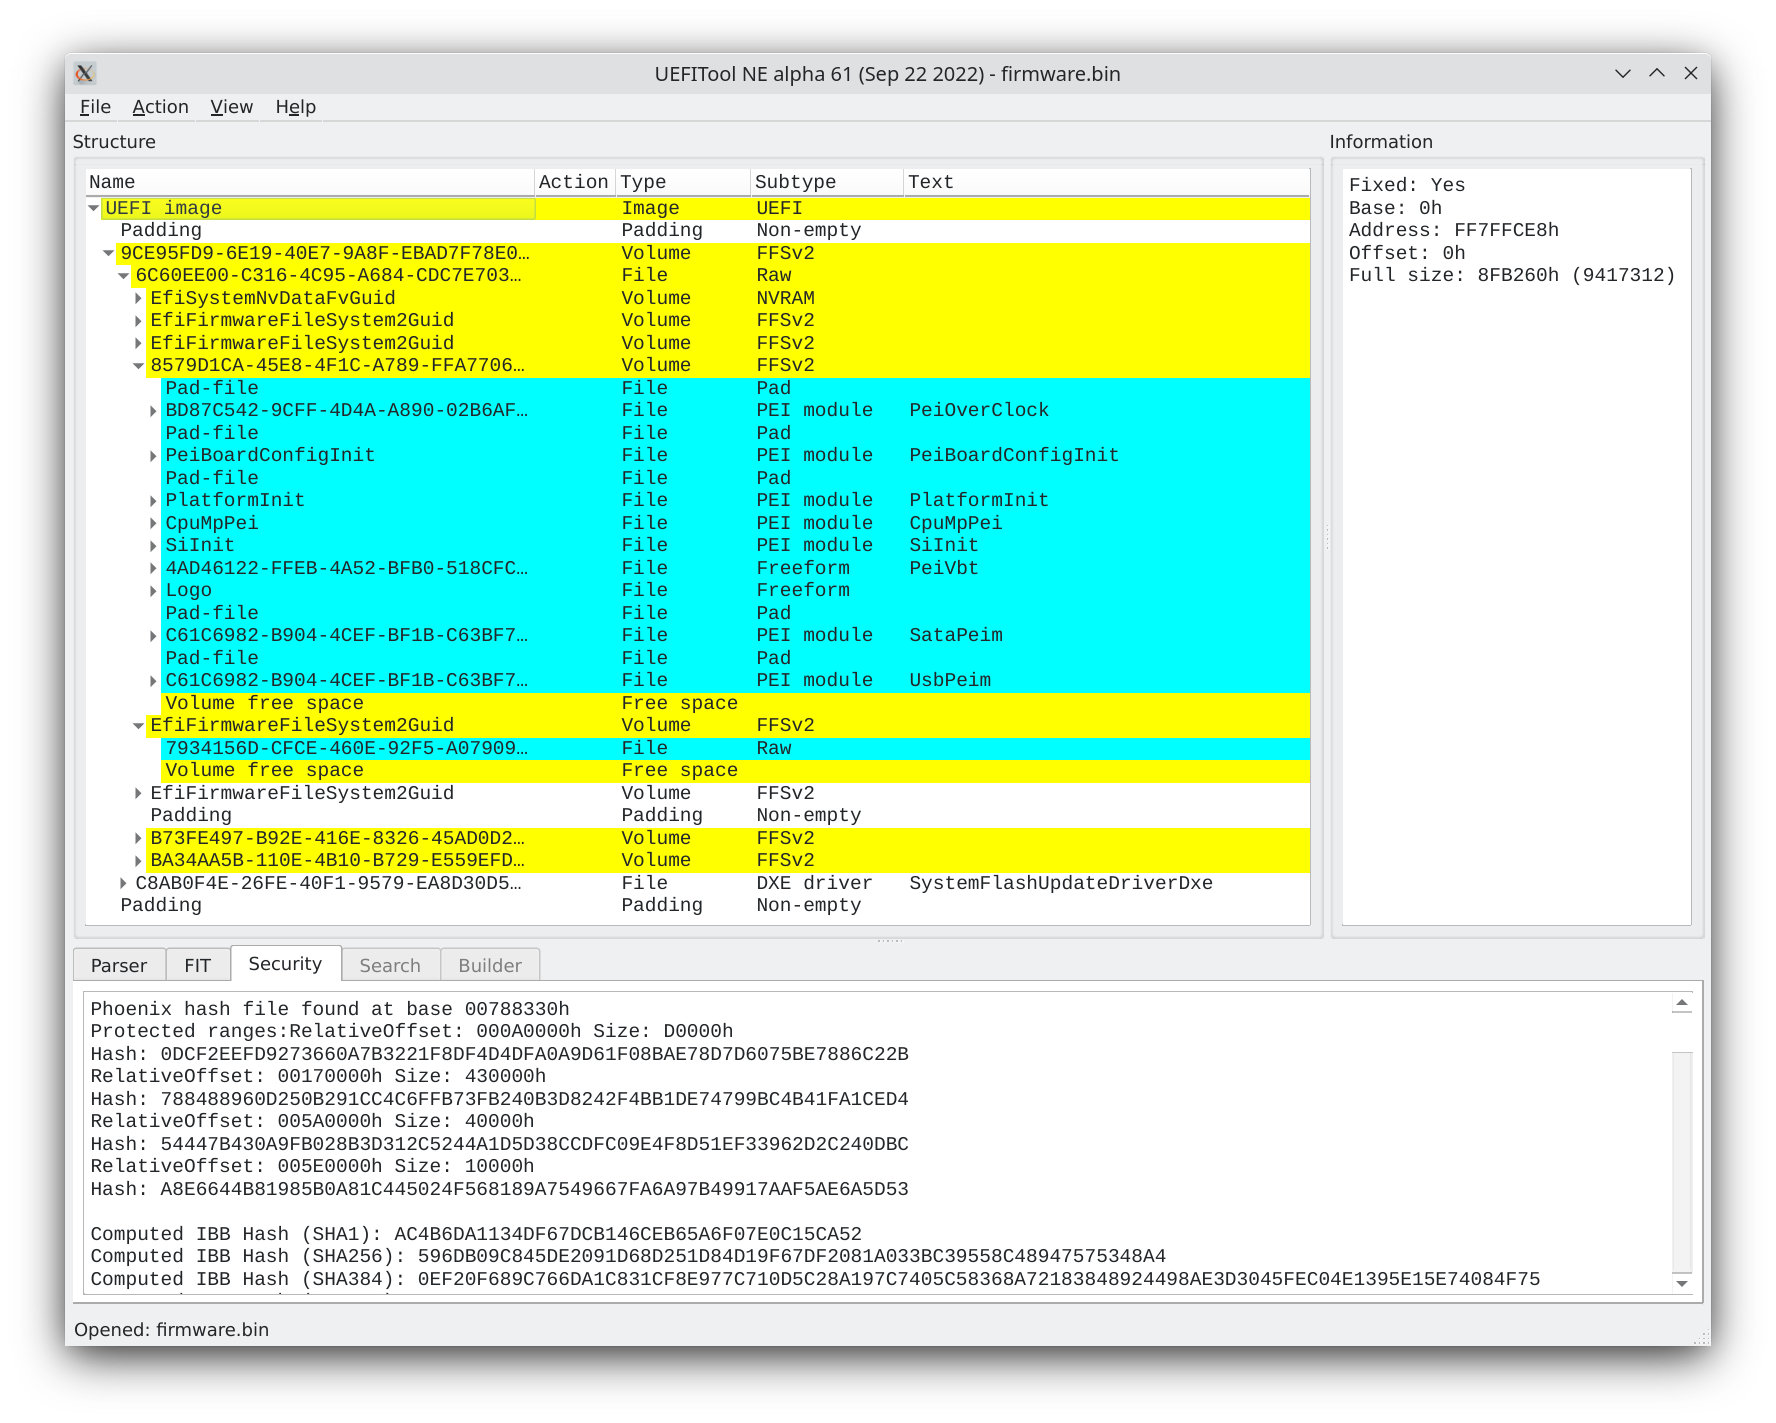 UEFITool NE alpha 61 (Sep 22 2022) - firmware.bin
File Action View Help
Structure
Information
Name Action Type Subtype Text
UEFI image Image UEFI
Padding Padding Non-empty
9CE95FD9-6E19-40E7-9A8F-EBAD7F78E0… Volume FFSv2
6C60EE00-C316-4C95-A684-CDC7E703… File Raw
EfiSystemNvDataFvGuid Volume NVRAM
EfiFirmwareFileSystem2Guid Volume FFSv2
EfiFirmwareFileSystem2Guid Volume FFSv2
8579D1CA-45E8-4F1C-A789-FFA7706… Volume FFSv2
Pad-file File Pad
BD87C542-9CFF-4D4A-A890-02B6AF… File PEI module PeiOverClock
Pad-file File Pad
PeiBoardConfigInit File PEI module PeiBoardConfigInit
Pad-file File Pad
PlatformInit File PEI module PlatformInit
CpuMpPei File PEI module CpuMpPei
SiInit File PEI module SiInit
4AD46122-FFEB-4A52-BFB0-518CFC… File Freeform PeiVbt
Logo File Freeform
Pad-file File Pad
C61C6982-B904-4CEF-BF1B-C63BF7… File PEI module SataPeim
Pad-file File Pad
C61C6982-B904-4CEF-BF1B-C63BF7… File PEI module UsbPeim
Volume free space Free space
EfiFirmwareFileSystem2Guid Volume FFSv2
7934156D-CFCE-460E-92F5-A07909… File Raw
Volume free space Free space
EfiFirmwareFileSystem2Guid Volume FFSv2
Padding Padding Non-empty
B73FE497-B92E-416E-8326-45AD0D2… Volume FFSv2
BA34AA5B-110E-4B10-B729-E559EFD… Volume FFSv2
C8AB0F4E-26FE-40F1-9579-EA8D30D5… File DXE driver SystemFlashUpdateDriverDxe
Padding Padding Non-empty
Fixed: Yes
Base: 0h
Address: FF7FFCE8h
Offset: 0h
Full size: 8FB260h (9417312)
Parser FIT Security Search Builder
Phoenix hash file found at base 00788330h
Protected ranges:RelativeOffset: 000A0000h Size: D0000h
Hash: 0DCF2EEFD9273660A7B3221F8DF4D4DFA0A9D61F08BAE78D7D6075BE7886C22B
RelativeOffset: 00170000h Size: 430000h
Hash: 788488960D250B291CC4C6FFB73FB240B3D8242F4BB1DE74799BC4B41FA1CED4
RelativeOffset: 005A0000h Size: 40000h
Hash: 54447B430A9FB028B3D312C5244A1D5D38CCDFC09E4F8D51EF33962D2C240DBC
RelativeOffset: 005E0000h Size: 10000h
Hash: A8E6644B81985B0A81C445024F568189A7549667FA6A97B49917AAF5AE6A5D53
Computed IBB Hash (SHA1): AC4B6DA1134DF67DCB146CEB65A6F07E0C15CA52
Computed IBB Hash (SHA256): 596DB09C845DE2091D68D251D84D19F67DF2081A033BC39558C48947575348A4
Computed IBB Hash (SHA384): 0EF20F689C766DA1C831CF8E977C710D5C28A197C7405C58368A72183848924498AE3D3045FEC04E1395E15E74084F75
Opened: firmware.bin